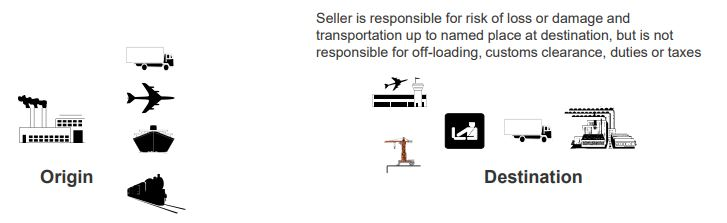 Seller is responsible for risk of loss or damage and
transportation up to named place at destination, but is not
responsible for off-loading, customs clearance, duties or taxes
Origin
Destination